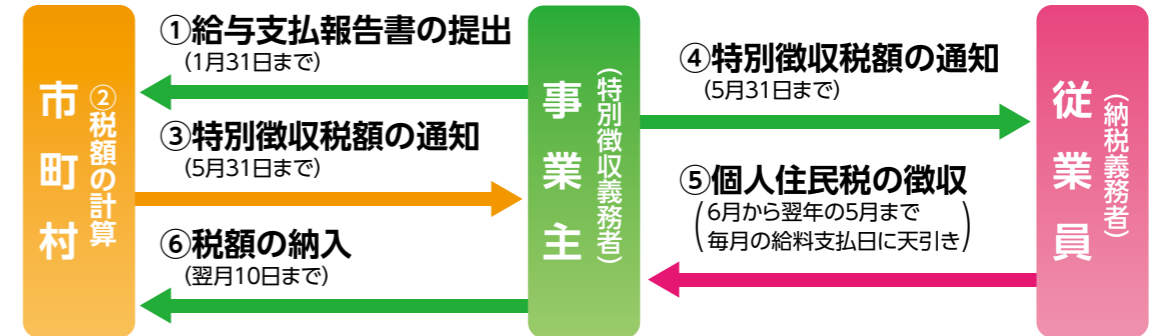 市町村
②税額の計算
①給与支払報告書の提出
(1月31日まで)
③特別徴収税額の通知
(5月31日まで)
⑥税額の納入
(翌月10日まで)
事業主
(特別徴収義務者)
④特別徴収税額の通知
(5月31日まで)
⑤個人住民税の徴収
(6月から翌年の5月まで
毎月の給料支払日に天引き)
従業員
(納税義務者)